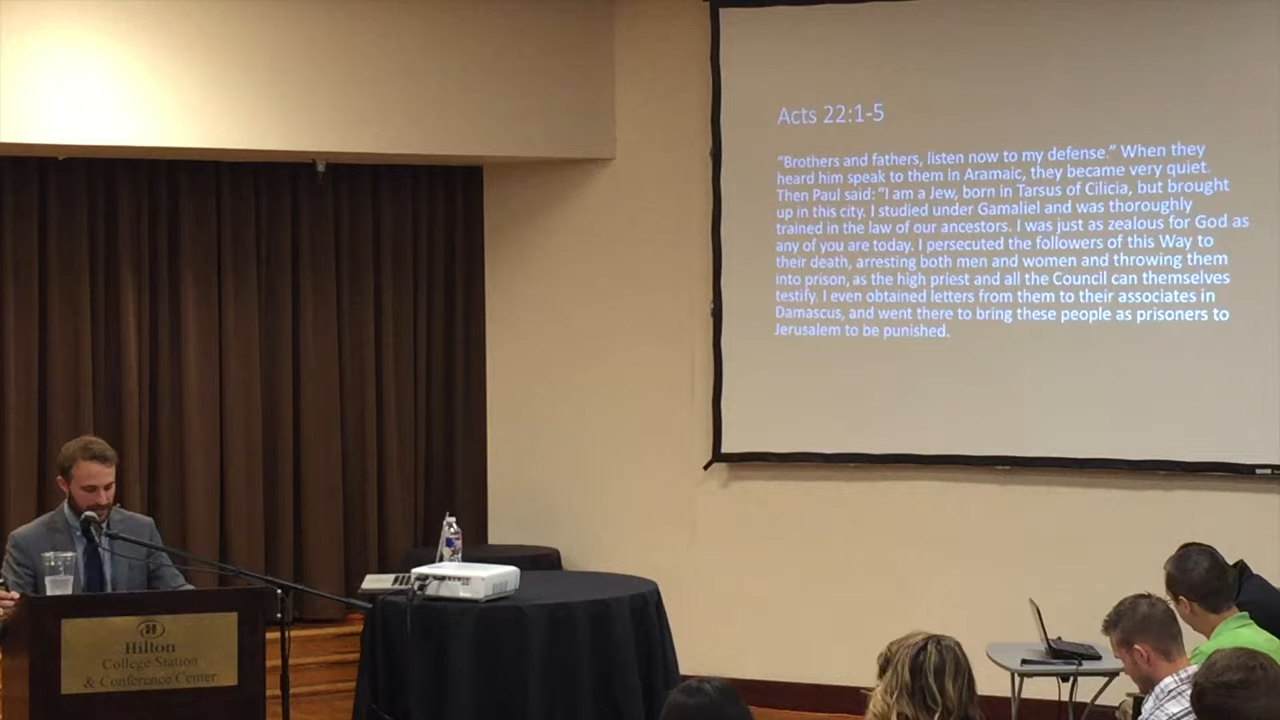 Acts 22:1-5
“Brothers and fathers, listen now to my defense.” When they
heard him speak to them in Aramaic, they became very quiet.
Then Paul said: “I am a Jew, born in Tarsus of Cilicia, but brought
up in this city. I studied under Gamaliel and was thoroughly
trained in the law of our ancestors. I was just as zealous for God as
any of you are today. I persecuted the followers of this Way to
their death, arresting both men and women and throwing them
into prison, as the high priest and all the Council can themselves
testify. I even obtained letters from them to their associates in
Damascus, and went there to bring these people as prisoners to
Jerusalem to be punished.
H
Hilton
College Station
& Conference Center